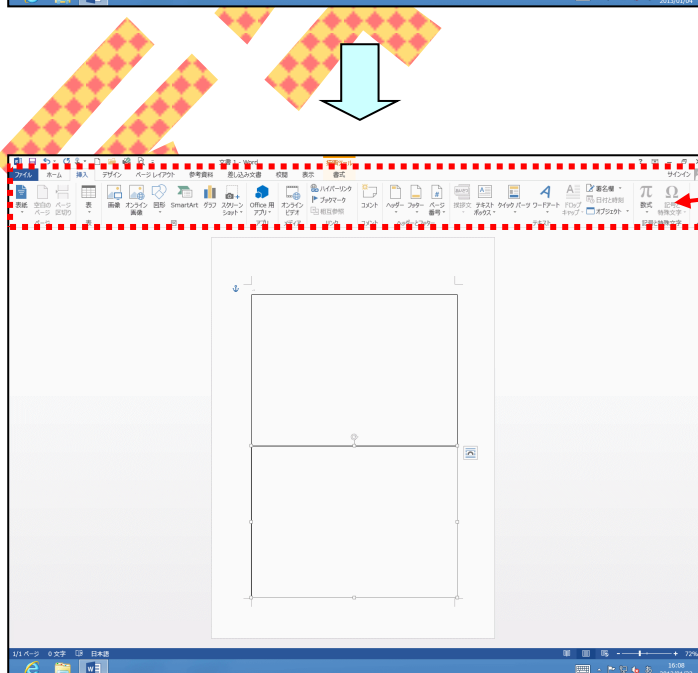 2013/01/04
文書 1 - Word
ファイル ホーム 挿入 デザイン ページ レイアウト 参考資料 差し込み文書 校閲 表示 書式 サインイン
表紙 空白のページ ページ区切り 表 画像 オンライン画像 図形 SmartArt グラフ スクリーンショット Office 用アプリ オンラインビデオ ハイパーリンク ブックマーク 相互参照 コメント ヘッダー フッター ページ番号 挨拶文 テキストボックス クイック パーツ ワードアート ドロップキャップ 署名欄 日付と時刻 オブジェクト 数式 記号と特殊文字
1/1 ページ 0 文字 日本語 72%
16:08